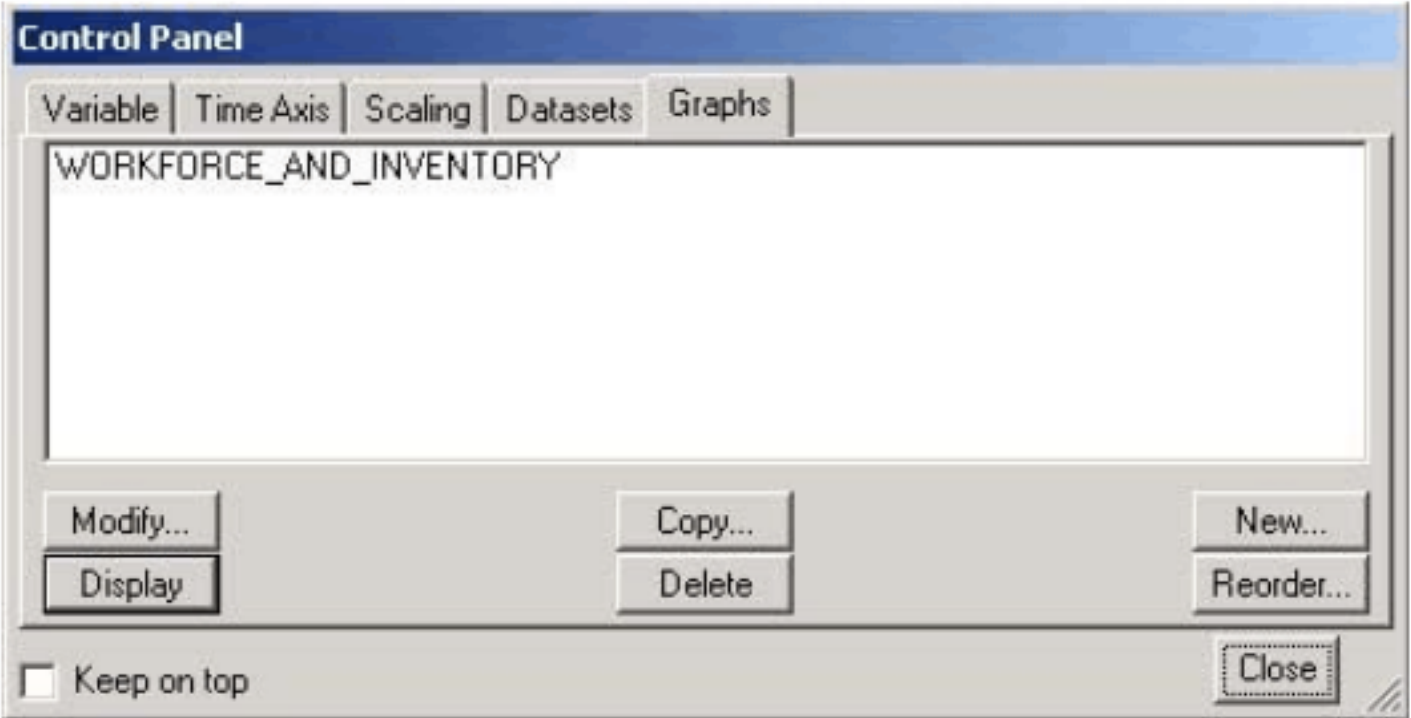 Control Panel
Variable Time Axis Scaling Datasets Graphs
WORKFORCE_AND_INVENTORY
Modify... Copy... New...
Display Delete Reorder...
Keep on top Close